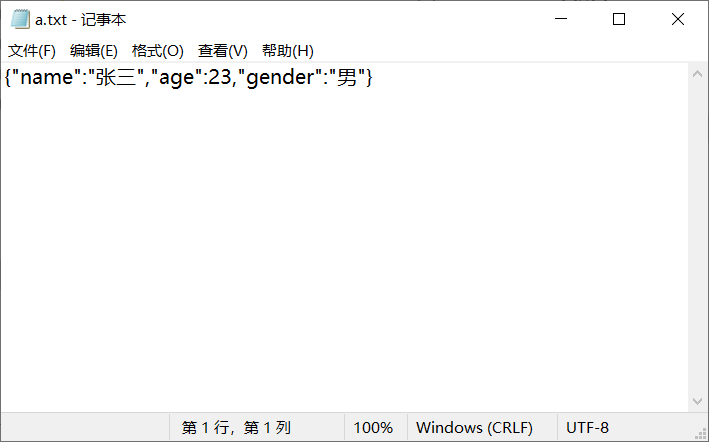 a.txt - 记事本
文件(F) 编辑(E) 格式(O) 查看(V) 帮助(H)
{"name":"张三","age":23,"gender":"男"}
第 1 行，第 1 列 100% Windows (CRLF) UTF-8